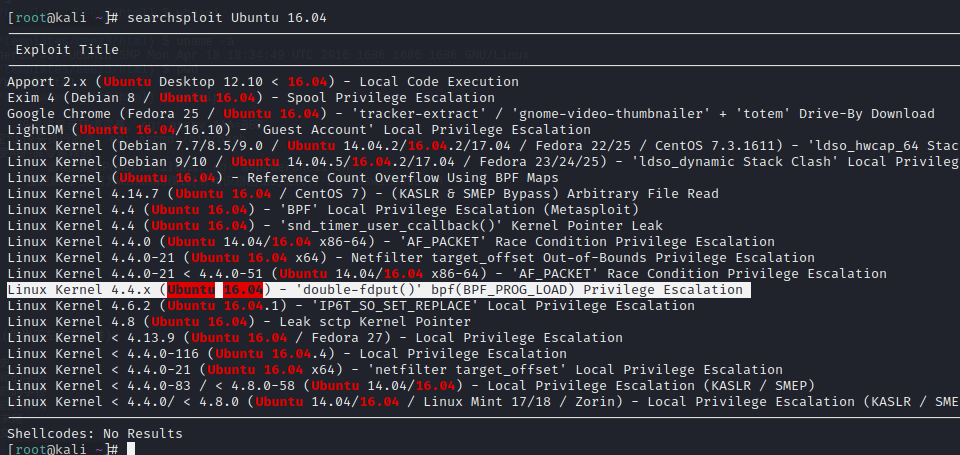 [root@kali ~]# searchsploit Ubuntu 16.04
Exploit Title
Apport 2.x (Ubuntu Desktop 12.10 < 16.04) - Local Code Execution
Exim 4 (Debian 8 / Ubuntu 16.04) - Spool Privilege Escalation
Google Chrome (Fedora 25 / Ubuntu 16.04) - 'tracker-extract' / 'gnome-video-thumbnailer' + 'totem' Drive-By Download
LightDM (Ubuntu 16.04/16.10) - 'Guest Account' Local Privilege Escalation
Linux Kernel (Debian 7.7/8.5/9.0 / Ubuntu 14.04.2/16.04.2/17.04 / Fedora 22/25 / CentOS 7.3.1611) - 'ldso_hwcap_64 Stac
Linux Kernel (Debian 9/10 / Ubuntu 14.04.5/16.04.2/17.04 / Fedora 23/24/25) - 'ldso_dynamic Stack Clash' Local Privileg
Linux Kernel (Ubuntu 16.04) - Reference Count Overflow Using BPF Maps
Linux Kernel 4.14.7 (Ubuntu 16.04 / CentOS 7) - (KASLR & SMEP Bypass) Arbitrary File Read
Linux Kernel 4.4 (Ubuntu 16.04) - 'BPF' Local Privilege Escalation (Metasploit)
Linux Kernel 4.4 (Ubuntu 16.04) - 'snd_timer_user_ccallback()' Kernel Pointer Leak
Linux Kernel 4.4.0 (Ubuntu 14.04/16.04 x86-64) - 'AF_PACKET' Race Condition Privilege Escalation
Linux Kernel 4.4.0-21 (Ubuntu 16.04 x64) - Netfilter target_offset Out-of-Bounds Privilege Escalation
Linux Kernel 4.4.0-21 < 4.4.0-51 (Ubuntu 14.04/16.04 x86-64) - 'AF_PACKET' Race Condition Privilege Escalation
Linux Kernel 4.4.x (Ubuntu 16.04) - 'double-fdput()' bpf(BPF_PROG_LOAD) Privilege Escalation
Linux Kernel 4.6.2 (Ubuntu 16.04.1) - 'IP6T_SO_SET_REPLACE' Local Privilege Escalation
Linux Kernel 4.8 (Ubuntu 16.04) - Leak sctp Kernel Pointer
Linux Kernel < 4.13.9 (Ubuntu 16.04 / Fedora 27) - Local Privilege Escalation
Linux Kernel < 4.4.0-116 (Ubuntu 16.04.4) - Local Privilege Escalation
Linux Kernel < 4.4.0-21 (Ubuntu 16.04 x64) - 'netfilter target_offset' Local Privilege Escalation
Linux Kernel < 4.4.0-83 / < 4.8.0-58 (Ubuntu 14.04/16.04) - Local Privilege Escalation (KASLR / SMEP)
Linux Kernel < 4.4.0/ < 4.8.0 (Ubuntu 14.04/16.04 / Linux Mint 17/18 / Zorin) - Local Privilege Escalation (KASLR / SME
Shellcodes: No Results
[root@kali ~]#